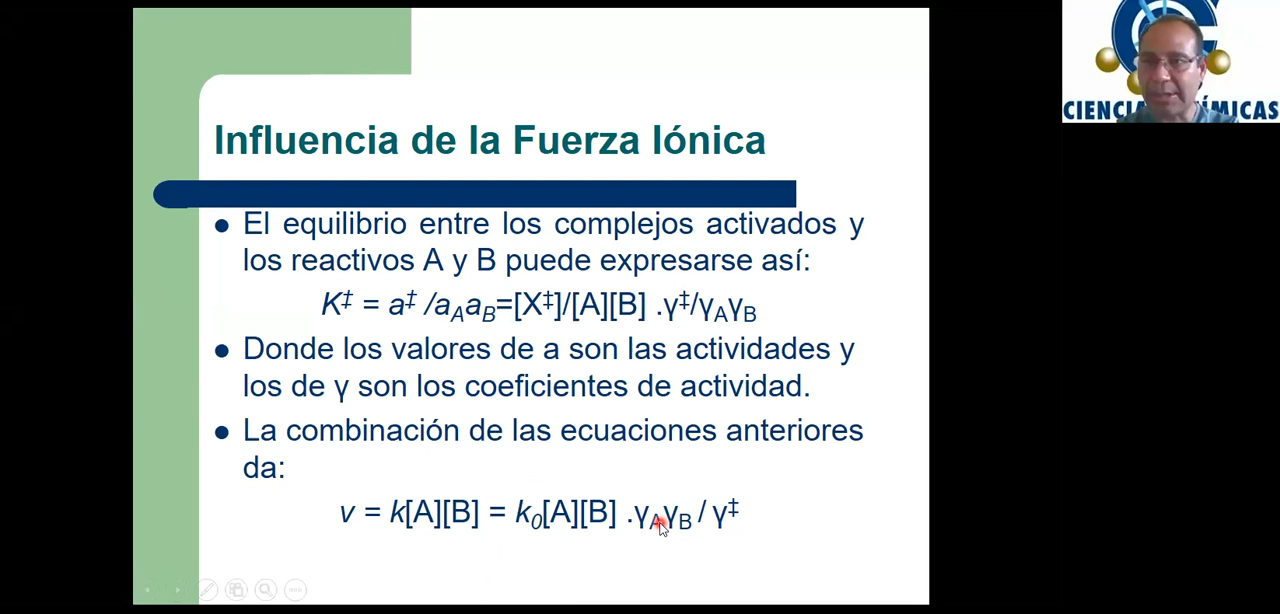 Influencia de la Fuerza Iónica
● El equilibrio entre los complejos activados y
los reactivos A y B puede expresarse así:
K‡ = a‡ /aAaB=[X‡]/[A][B] .γ‡/γAγB
● Donde los valores de a son las actividades y
los de γ son los coeficientes de actividad.
● La combinación de las ecuaciones anteriores
da:
v = k[A][B] = k0[A][B] .γAγB / γ‡